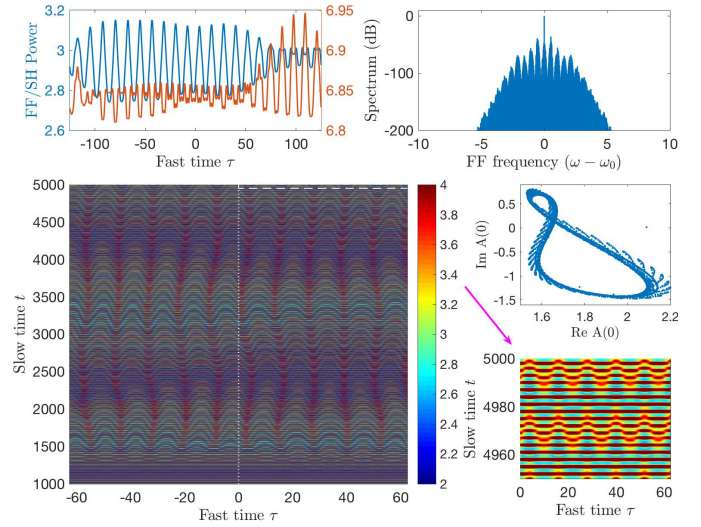 3.2
3
2.8
2.6
FF/SH Power
6.95
6.9
6.85
6.8
-100 -50 0 50 100
Fast time τ
0
-100
-200
Spectrum (dB)
-10 -5 0 5 10
FF frequency (ω − ω₀)
5000
4500
4000
3500
3000
2500
2000
1500
1000
Slow time t
-60 -40 -20 0 20 40 60
Fast time τ
4
3.8
3.6
3.4
3.2
3
2.8
2.6
2.4
2.2
2
0.5
0
-0.5
-1
-1.5
Im A(0)
1.6 1.8 2 2.2
Re A(0)
5000
4980
4960
Slow time t
0 20 40 60
Fast time τ